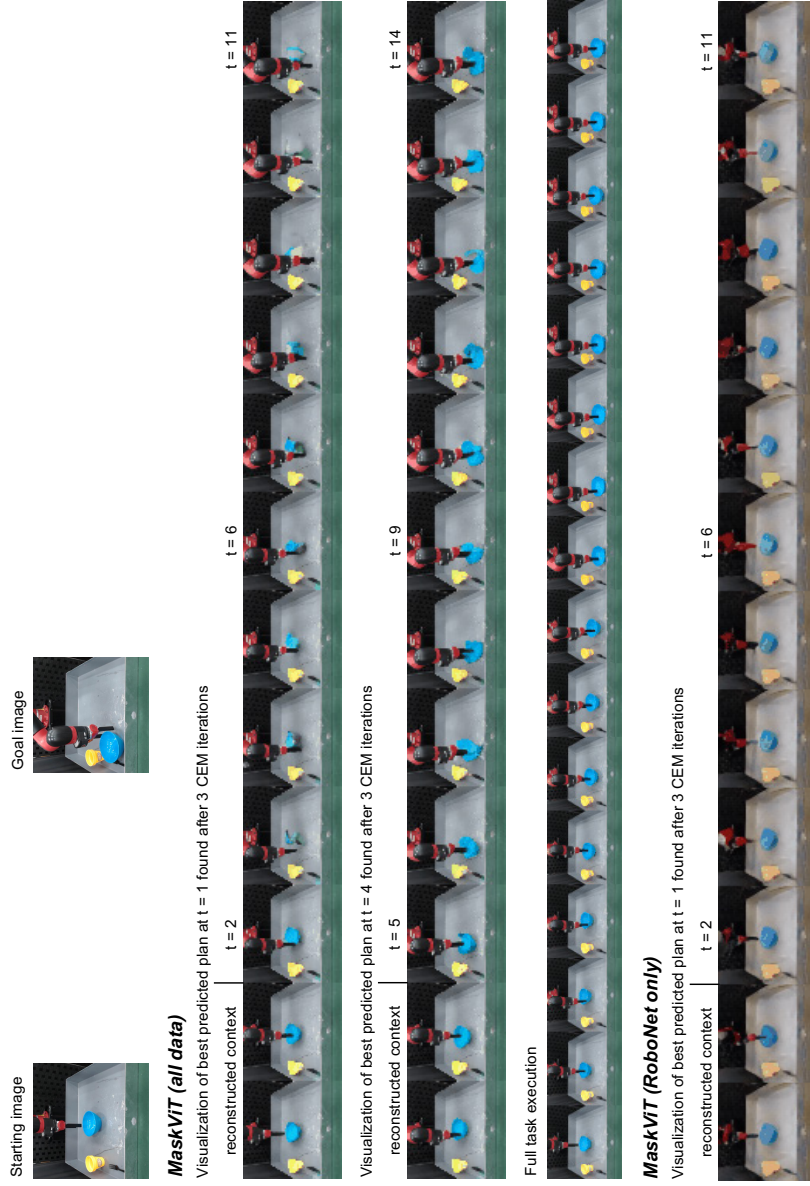 Starting image
Goal image
MaskViT (all data)
Visualization of best predicted plan at t = 1 found after 3 CEM iterations
reconstructed context
t = 2
t = 6
t = 11
Visualization of best predicted plan at t = 4 found after 3 CEM iterations
reconstructed context
t = 5
t = 9
t = 14
Full task execution
MaskViT (RoboNet only)
Visualization of best predicted plan at t = 1 found after 3 CEM iterations
reconstructed context
t = 2
t = 6
t = 11